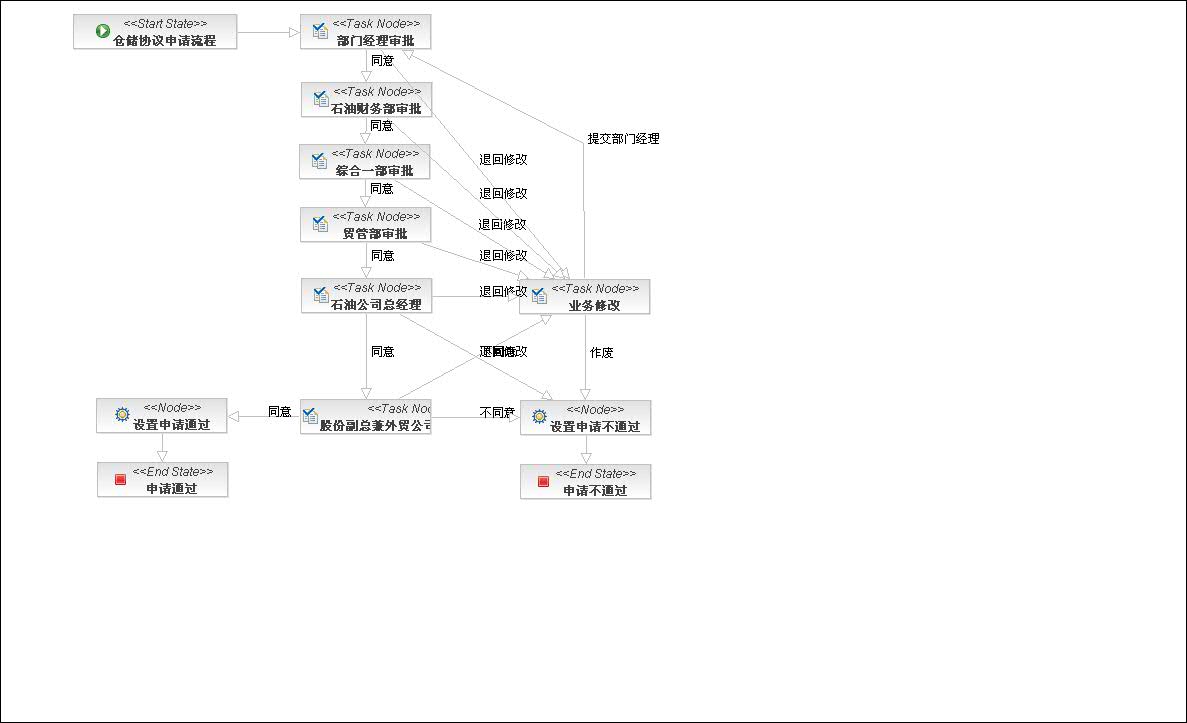 <<Start State>>
仓储协议申请流程
<<Task Node>>
部门经理审批
同意
<<Task Node>>
石油财务部审批
同意
提交部门经理
<<Task Node>>
综合一部审批
退回修改
同意
退回修改
<<Task Node>>
贸管部审批
退回修改
同意
退回修改
<<Task Node>>
石油公司总经理
退回修改
<<Task Node>>
业务修改
同意
退回修改
不同意
作废
<<Node>>
设置申请通过
同意
<<Task No
股份副总兼外贸公司
不同意
<<Node>>
设置申请不通过
<<End State>>
申请通过
<<End State>>
申请不通过